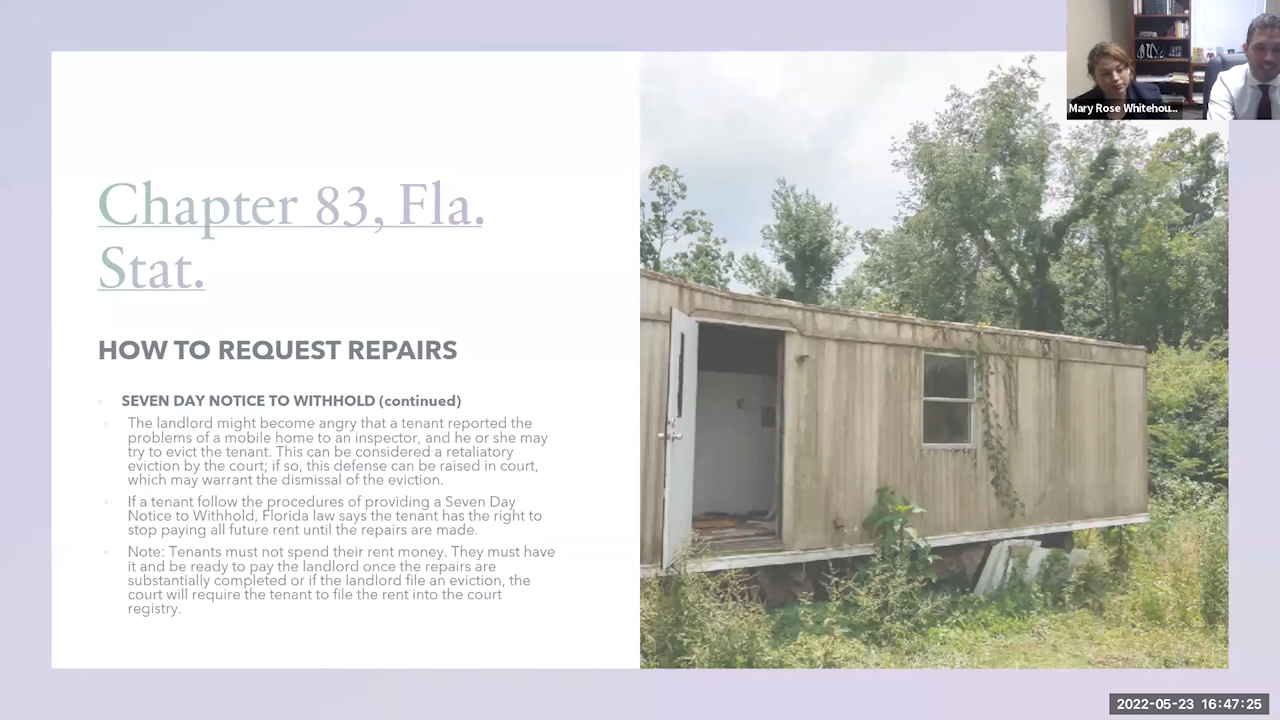 Mary Rose Whitehou...
Chapter 83, Fla.
Stat.
HOW TO REQUEST REPAIRS
SEVEN DAY NOTICE TO WITHHOLD (continued)
The landlord might become angry that a tenant reported the
problems of a mobile home to an inspector, and he or she may
try to evict the tenant. This can be considered a retaliatory
eviction by the court; if so, this defense can be raised in court,
which may warrant the dismissal of the eviction.
If a tenant follow the procedures of providing a Seven Day
Notice to Withhold, Florida law says the tenant has the right to
stop paying all future rent until the repairs are made.
Note: Tenants must not spend their rent money. They must have
it and be ready to pay the landlord once the repairs are
substantially completed or if the landlord file an eviction, the
court will require the tenant to file the rent into the court
registry.
2022-05-23 16:47:25